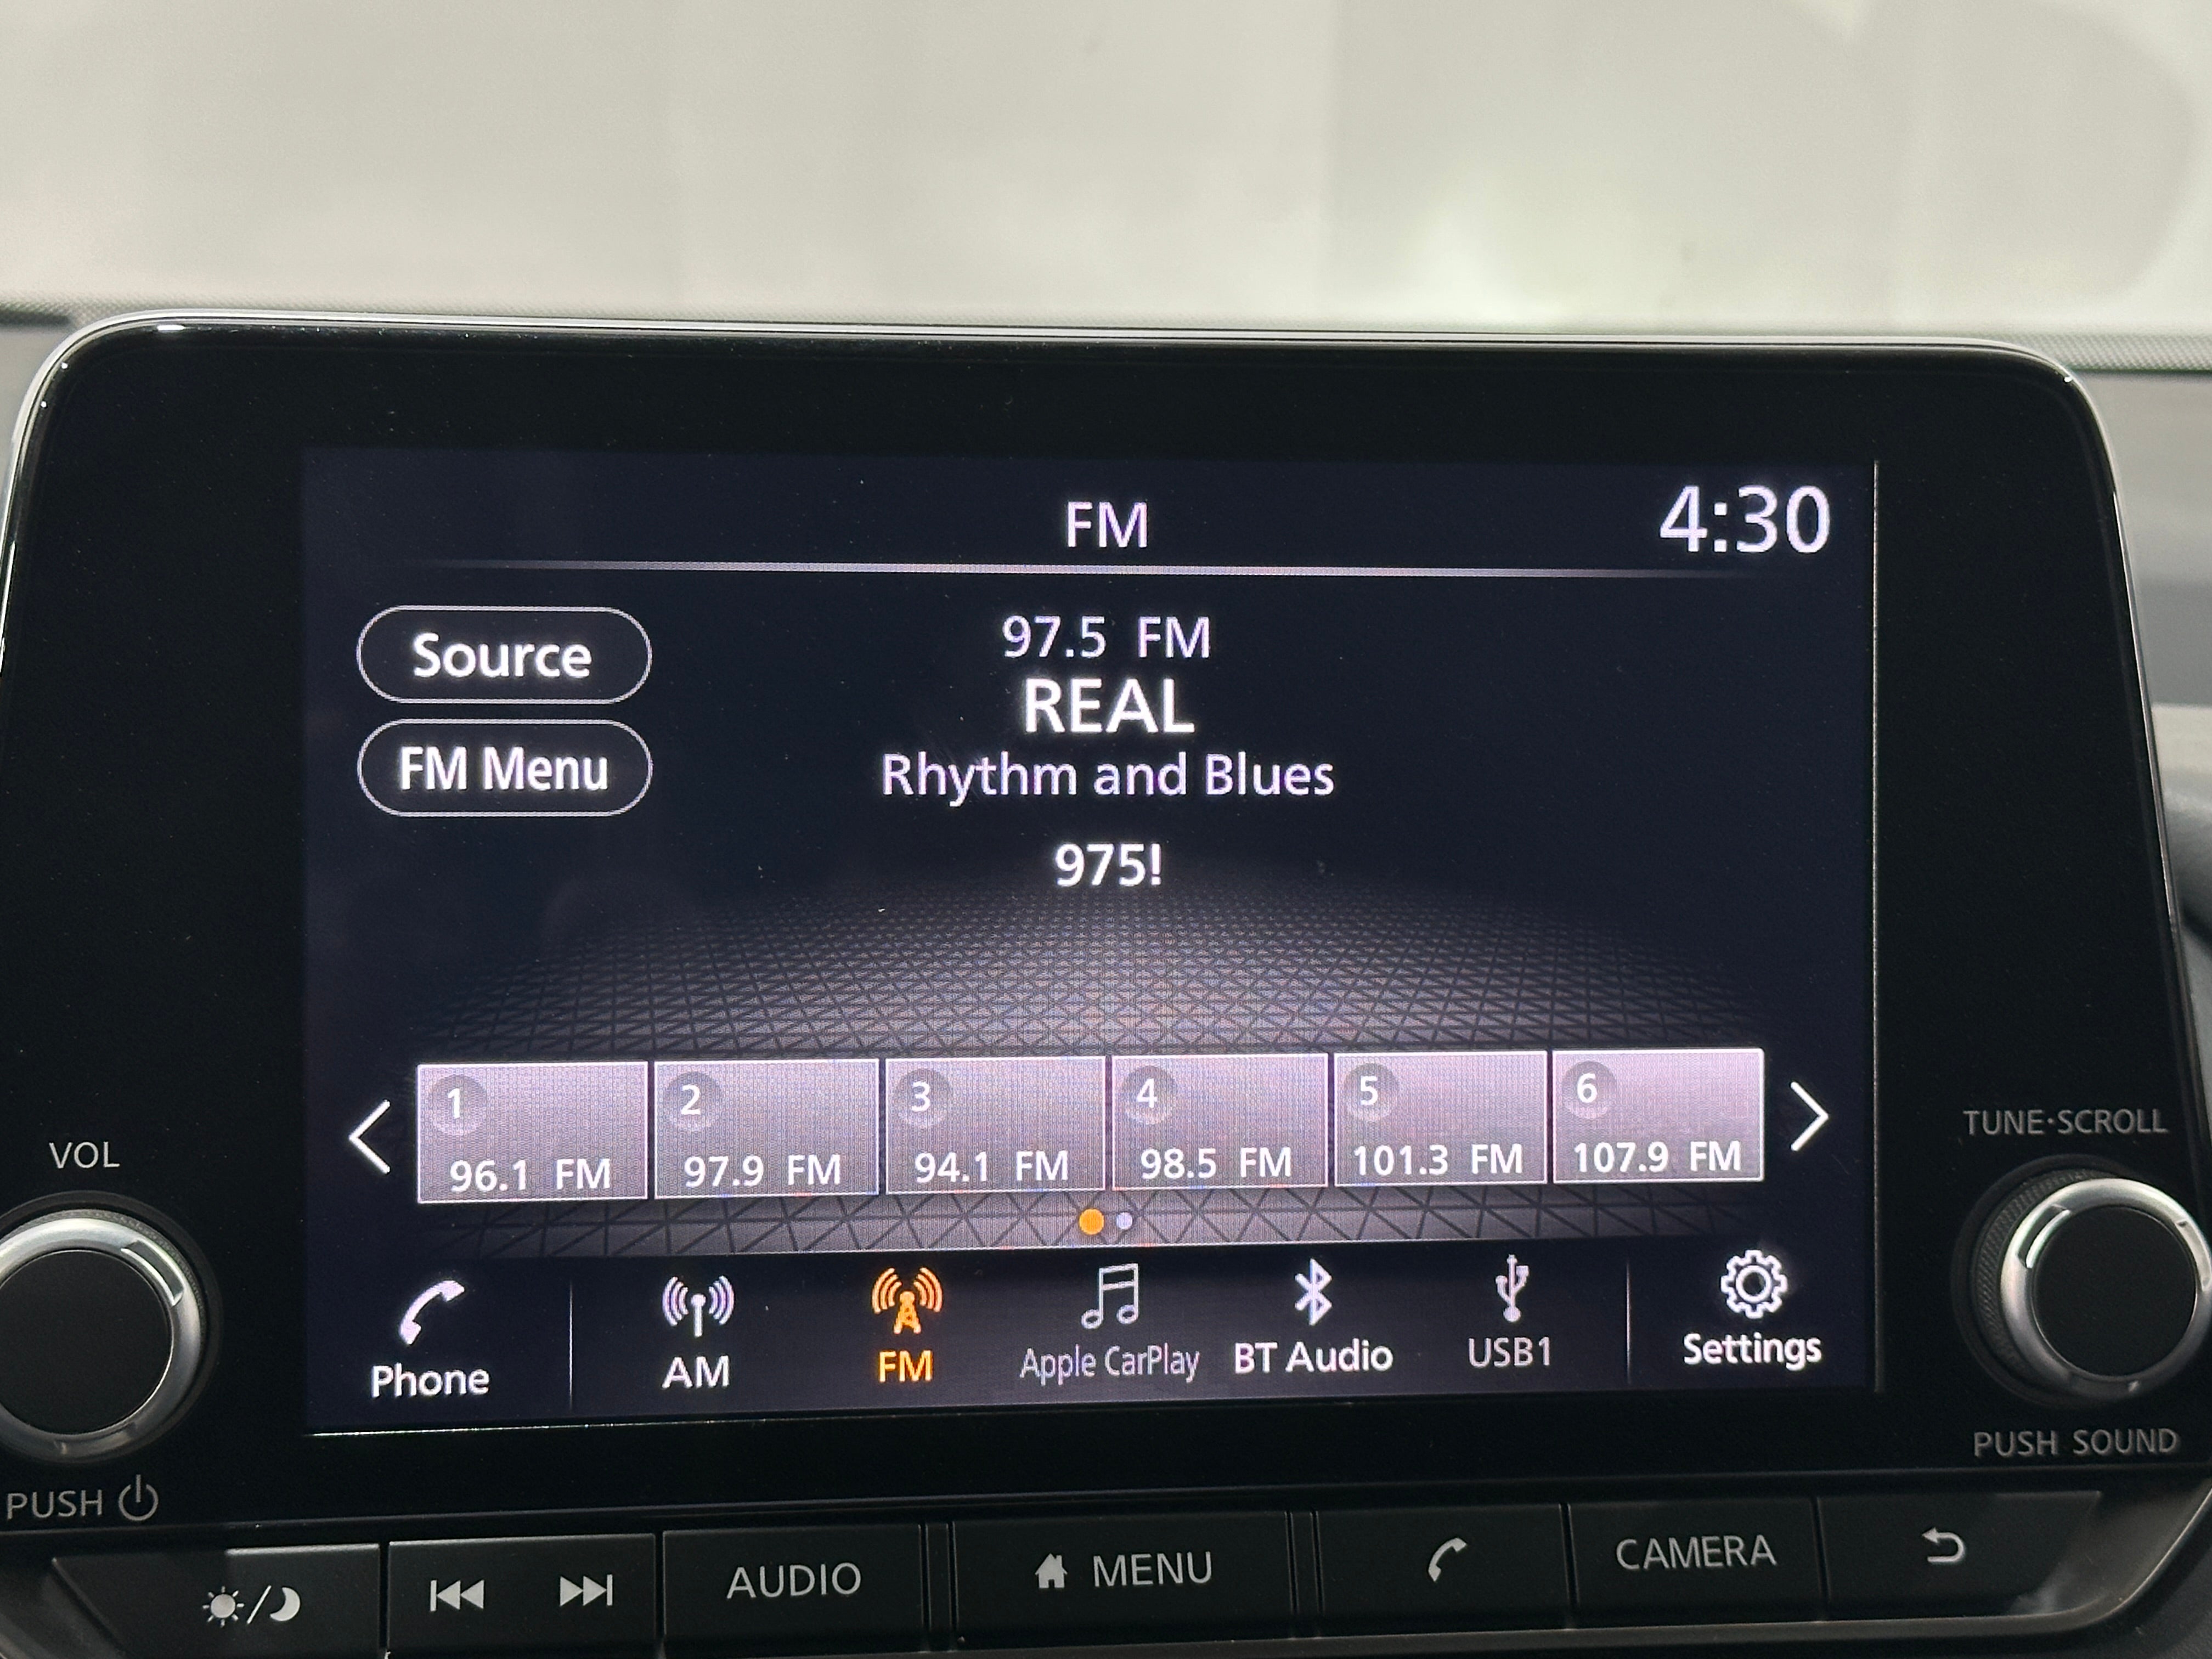 FM
4:30
Source
FM Menu
97.5 FM
REAL
Rhythm and Blues
975!
1
96.1 FM
2
97.9 FM
3
94.1 FM
4
98.5 FM
5
101.3 FM
6
107.9 FM
Phone
AM
FM
Apple CarPlay
BT Audio
USB1
Settings
VOL
PUSH
TUNE·SCROLL
PUSH SOUND
AUDIO
MENU
CAMERA